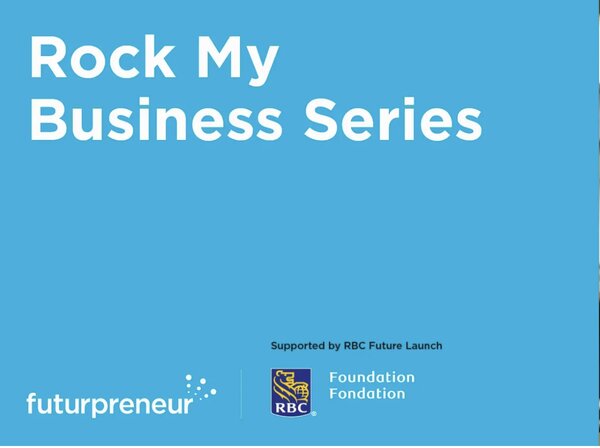 Rock My
Business Series
Supported by RBC Future Launch
futurpreneur
RBC
®
Foundation
Fondation